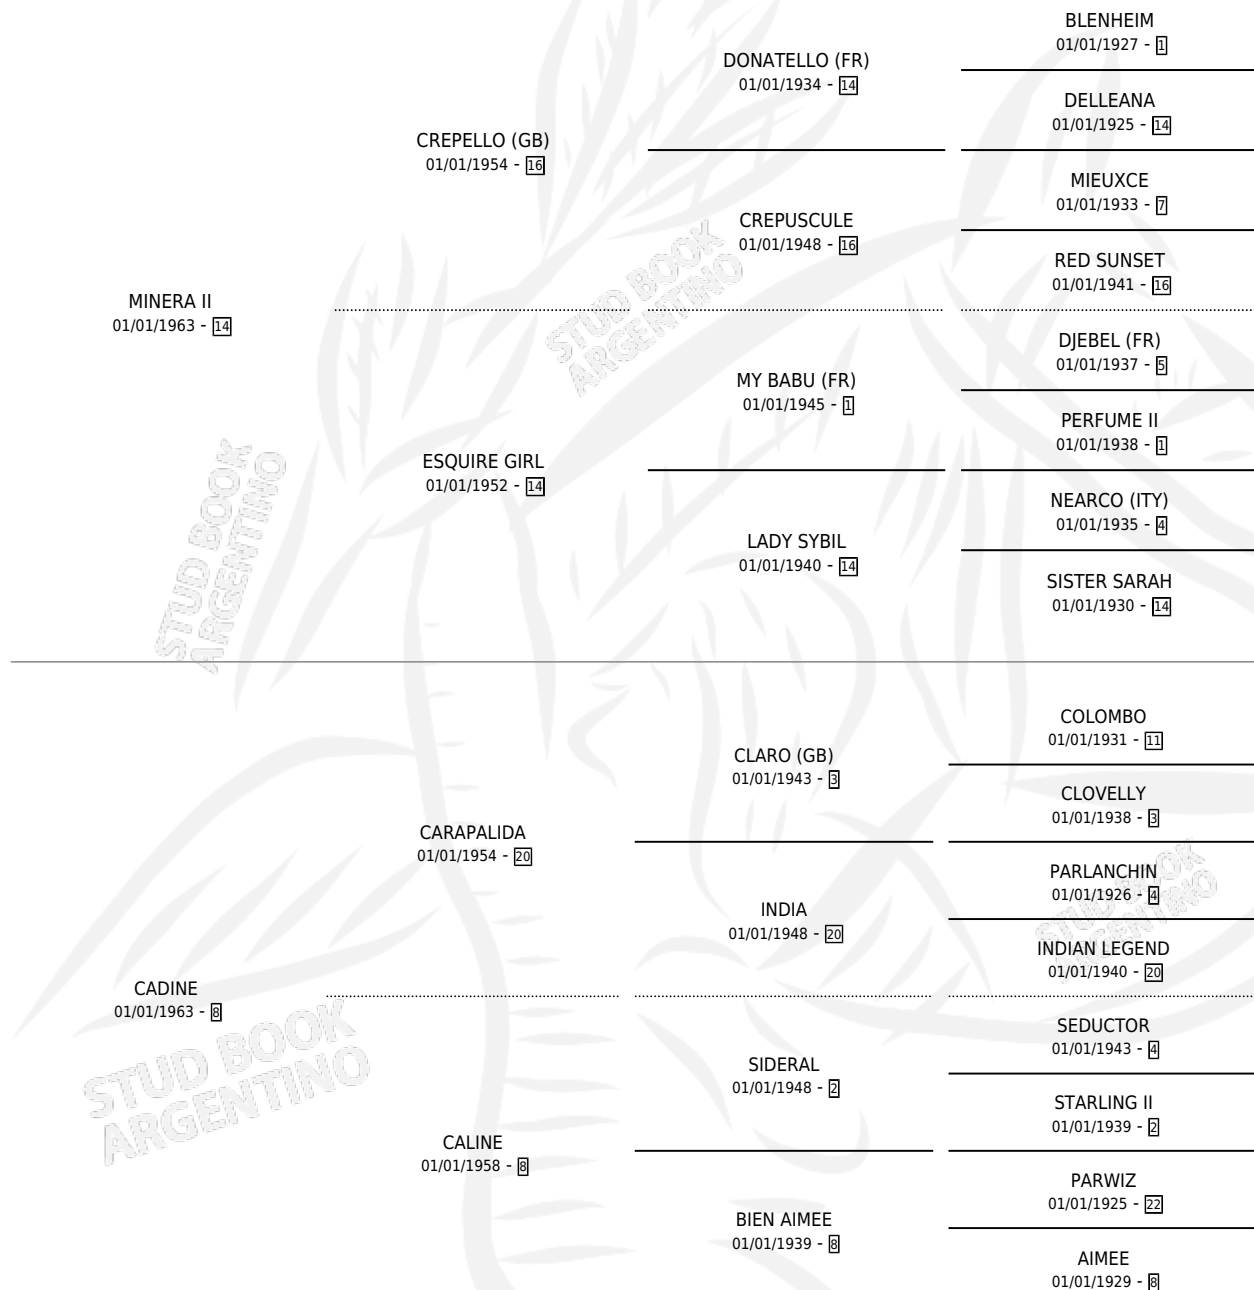 BLENHEIM
01/01/1927 - 1
DONATELLO (FR)
01/01/1934 - 14
DELLEANA
01/01/1925 - 14
CREPELLO (GB)
01/01/1954 - 16
MIEUXCE
01/01/1933 - 7
CREPUSCULE
01/01/1948 - 16
RED SUNSET
01/01/1941 - 16
MINERA II
01/01/1963 - 14
DJEBEL (FR)
01/01/1937 - 5
MY BABU (FR)
01/01/1945 - 1
PERFUME II
01/01/1938 - 1
ESQUIRE GIRL
01/01/1952 - 14
NEARCO (ITY)
01/01/1935 - 4
LADY SYBIL
01/01/1940 - 14
SISTER SARAH
01/01/1930 - 14
COLOMBO
01/01/1931 - 11
CLARO (GB)
01/01/1943 - 3
CLOVELLY
01/01/1938 - 3
CARAPALIDA
01/01/1954 - 20
PARLANCHIN
01/01/1926 - 4
INDIA
01/01/1948 - 20
INDIAN LEGEND
01/01/1940 - 20
CADINE
01/01/1963 - 8
SEDUCTOR
01/01/1943 - 4
SIDERAL
01/01/1948 - 2
STARLING II
01/01/1939 - 2
CALINE
01/01/1958 - 8
PARWIZ
01/01/1925 - 22
BIEN AIMEE
01/01/1939 - 8
AIMEE
01/01/1929 - 8
STUD BOOK
ARGENTINO
STUD BOOK
ARGENTINO
STUD BOOK
ARGENTINO
STUD BOOK
ARGENTINO